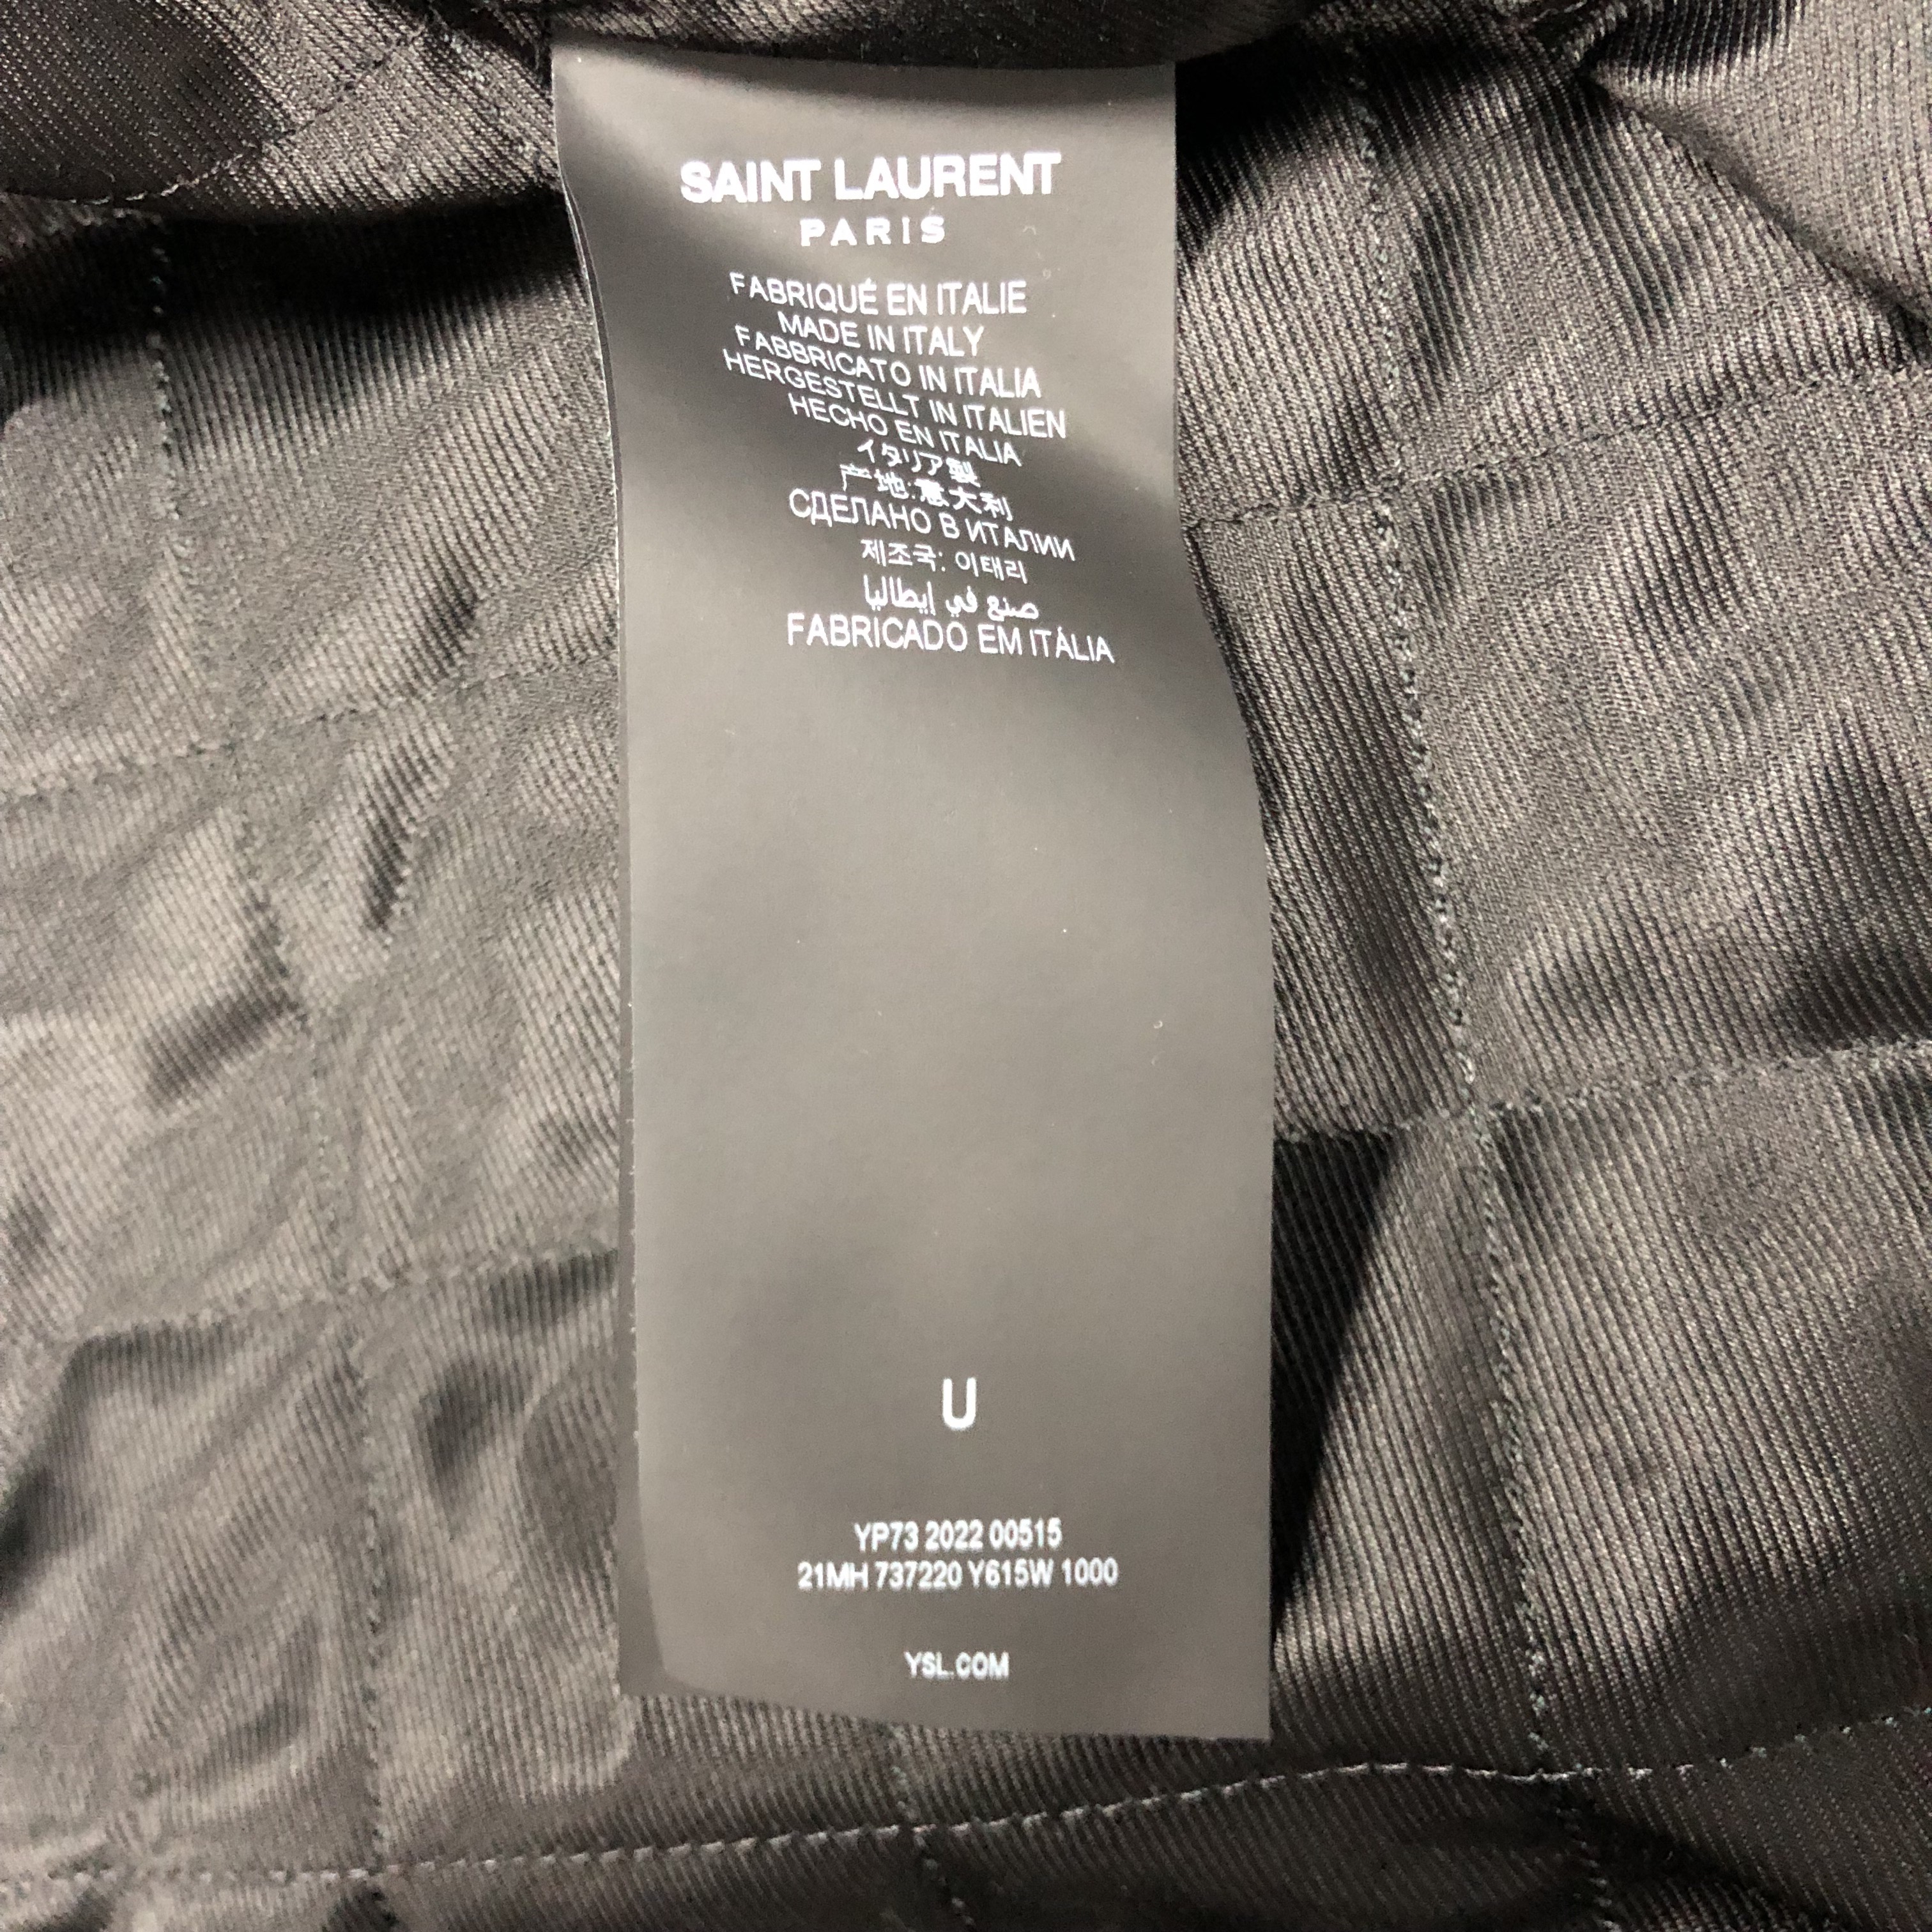 SAINT LAURENT
PARIS
FABRIQUÉ EN ITALIE
MADE IN ITALY
FABBRICATO IN ITALIA
HERGESTELLT IN ITALIEN
HECHO EN ITALIA
イタリア製
产地:意大利
СДЕЛАНО В ИТАЛИИ
제조국: 이태리
صنع في إيطاليا
FABRICADO EM ITÁLIA
U
YP73 2022 00515
21MH 737220 Y615W 1000
YSL.COM